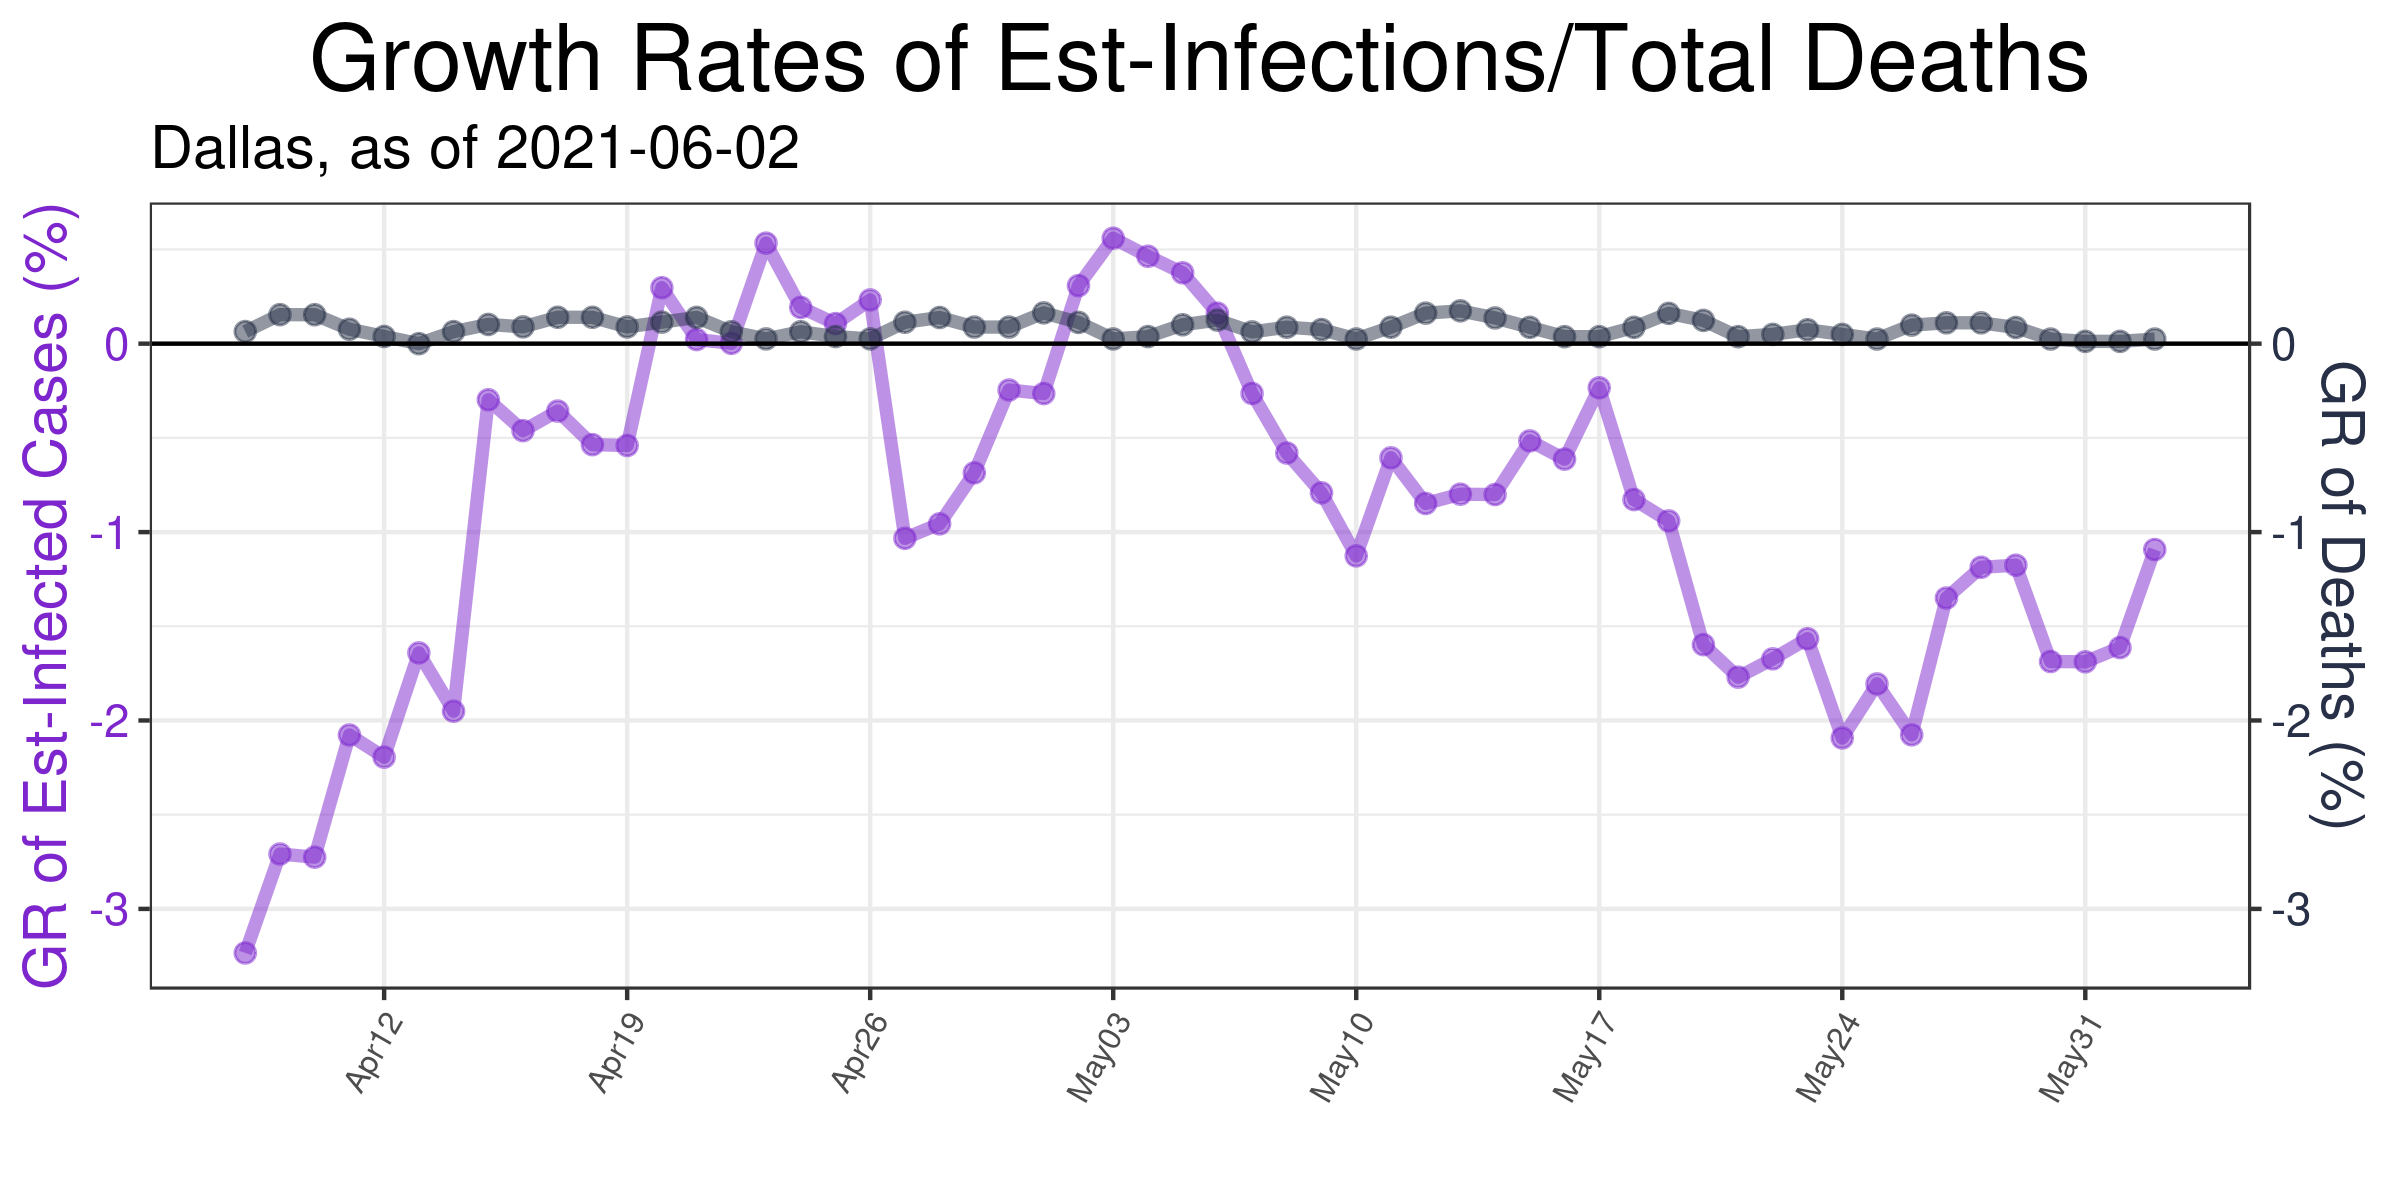 Growth Rates of Est-Infections/Total Deaths
Dallas, as of 2021-06-02
GR of Est-Infected Cases (%)
0
-1
-2
-3
0
-1
-2
-3
GR of Deaths (%)
Apr12
Apr19
Apr26
May03
May10
May17
May24
May31